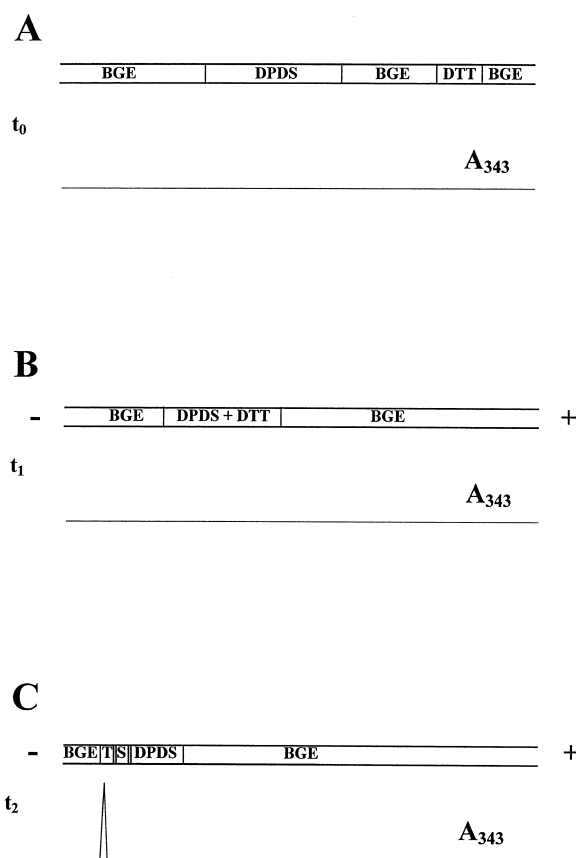 A
BGE DPDS BGE DTT BGE
t₀
A₃₄₃
B
- BGE DPDS + DTT BGE +
t₁
A₃₄₃
C
- BGE T S DPDS BGE +
t₂
A₃₄₃